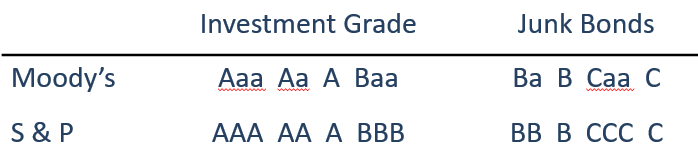 Investment Grade Junk Bonds
Moody's Aaa Aa A Baa Ba B Caa C
S & P AAA AA A BBB BB B CCC C